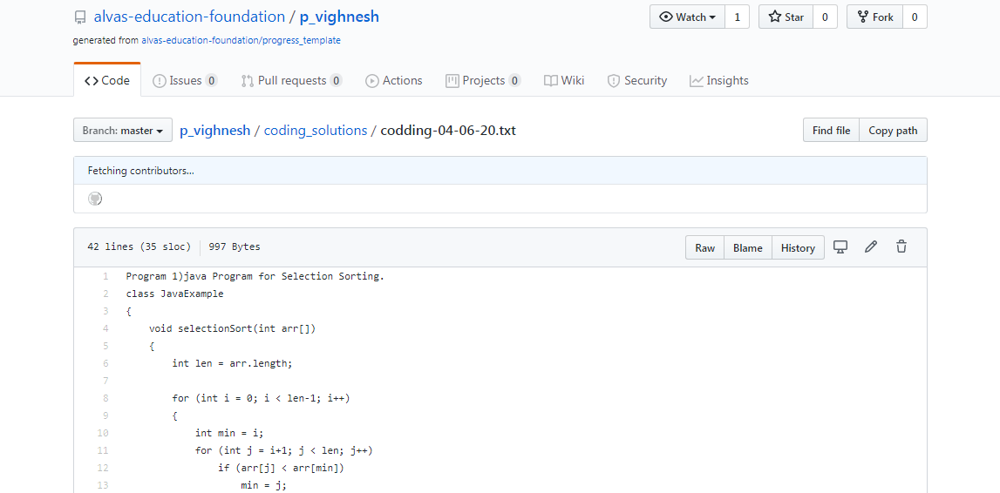 alvas-education-foundation / p_vighnesh
Watch 1 Star 0 Fork 0
generated from alvas-education-foundation/progress_template
Code Issues 0 Pull requests 0 Actions Projects 0 Wiki Security Insights
Branch: master p_vighnesh / coding_solutions / codding-04-06-20.txt Find file Copy path
Fetching contributors...
42 lines (35 sloc) 997 Bytes Raw Blame History
1 Program 1)java Program for Selection Sorting.
2 class JavaExample
3 {
4 void selectionSort(int arr[])
5 {
6 int len = arr.length;
7
8 for (int i = 0; i < len-1; i++)
9 {
10 int min = i;
11 for (int j = i+1; j < len; j++)
12 if (arr[j] < arr[min])
13 min = j;